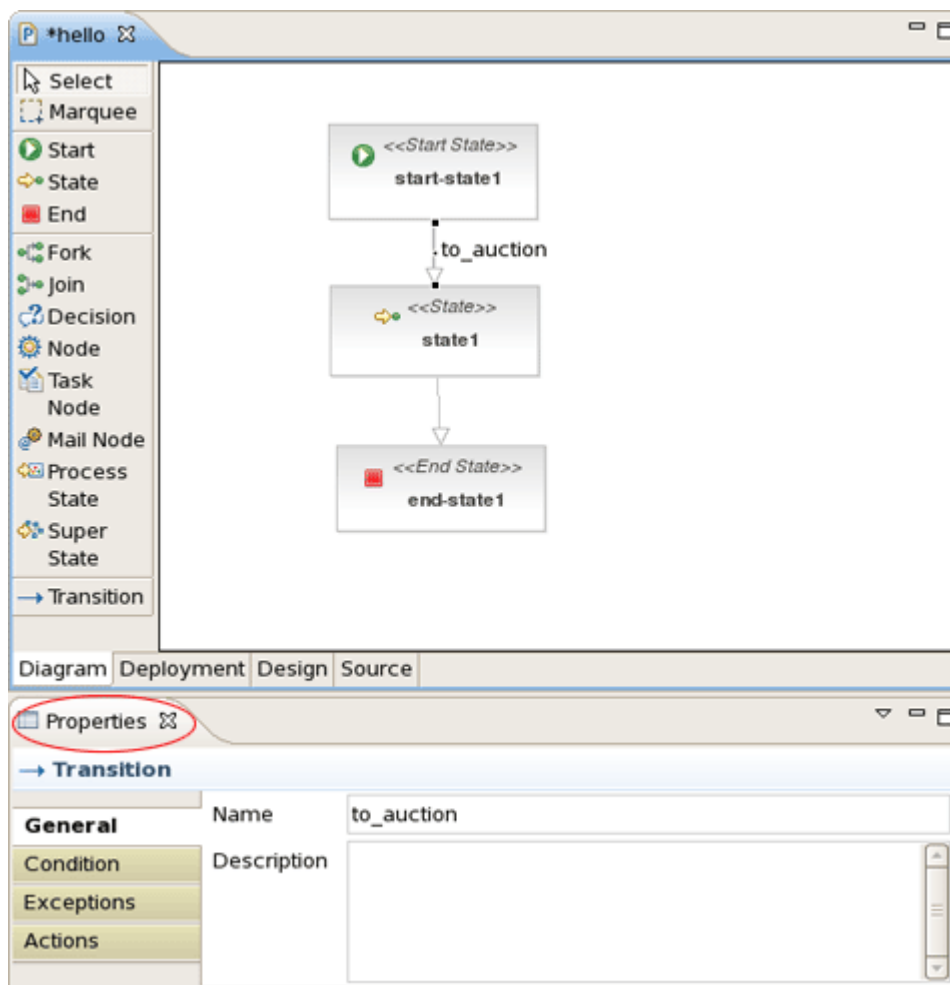 *hello
Select
Marquee
Start
State
End
Fork
Join
Decision
Node
Task
Node
Mail Node
Process
State
Super
State
Transition
<<Start State>>
start-state1
to_auction
<<State>>
state1
<<End State>>
end-state1
Diagram Deployment Design Source
Properties
Transition
General
Condition
Exceptions
Actions
Name to_auction
Description